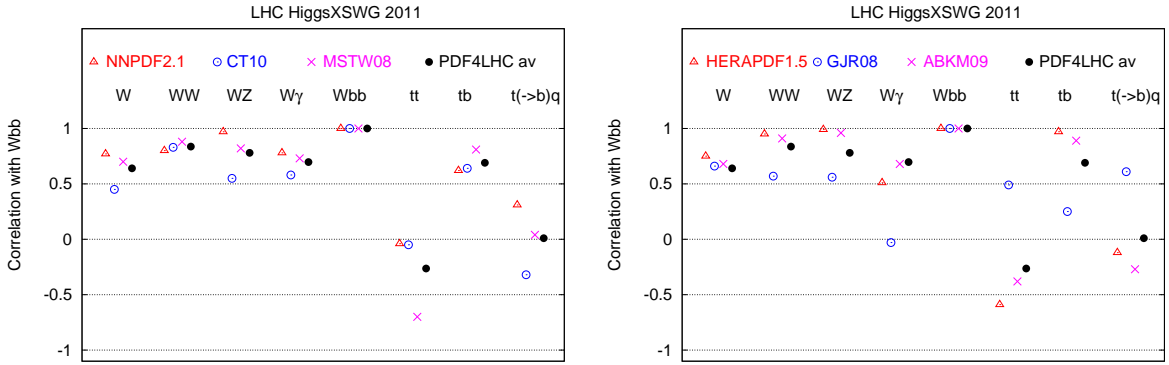 LHC HiggsXSWG 2011
NNPDF2.1 CT10 MSTW08 PDF4LHC av
W WW WZ Wγ Wbb tt tb t(->b)q
1
0.5
0
-0.5
-1
Correlation with Wbb
LHC HiggsXSWG 2011
HERAPDF1.5 GJR08 ABKM09 PDF4LHC av
W WW WZ Wγ Wbb tt tb t(->b)q
1
0.5
0
-0.5
-1
Correlation with Wbb